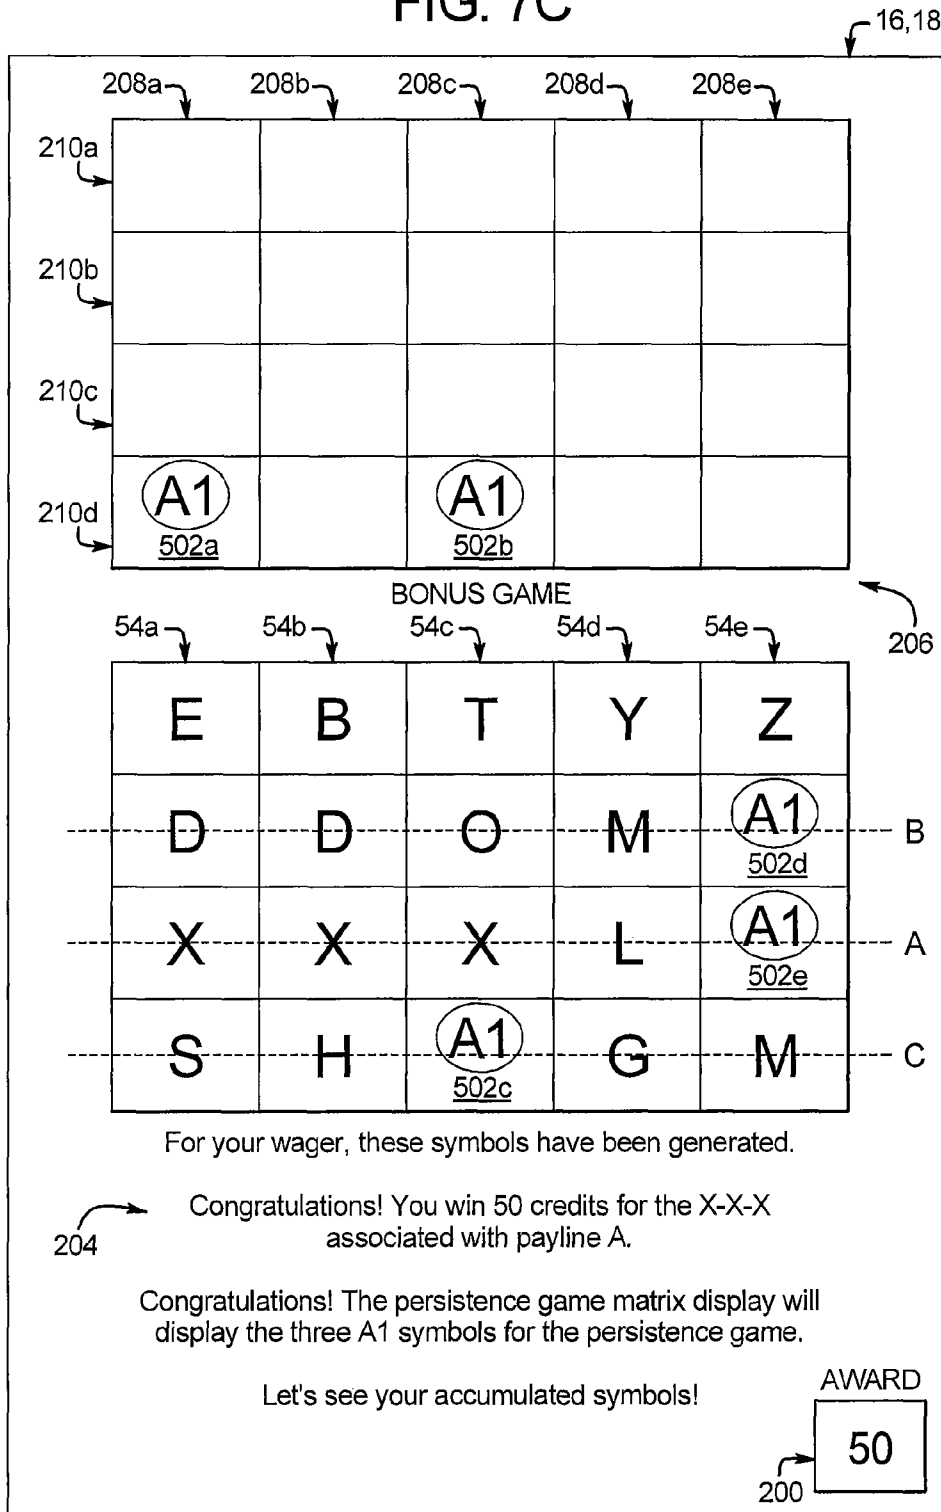 FIG. 7C
16,18
208a 208b 208c 208d 208e
210a
210b
210c
210d
A1 A1
502a 502b
BONUS GAME
206
54a 54b 54c 54d 54e
E B T Y Z
D D O M A1 B
502d
X X X L A1 A
502e
S H A1 G M C
502c
For your wager, these symbols have been generated.
204
Congratulations! You win 50 credits for the X-X-X
associated with payline A.
Congratulations! The persistence game matrix display will
display the three A1 symbols for the persistence game.
Let's see your accumulated symbols!
AWARD
50
200